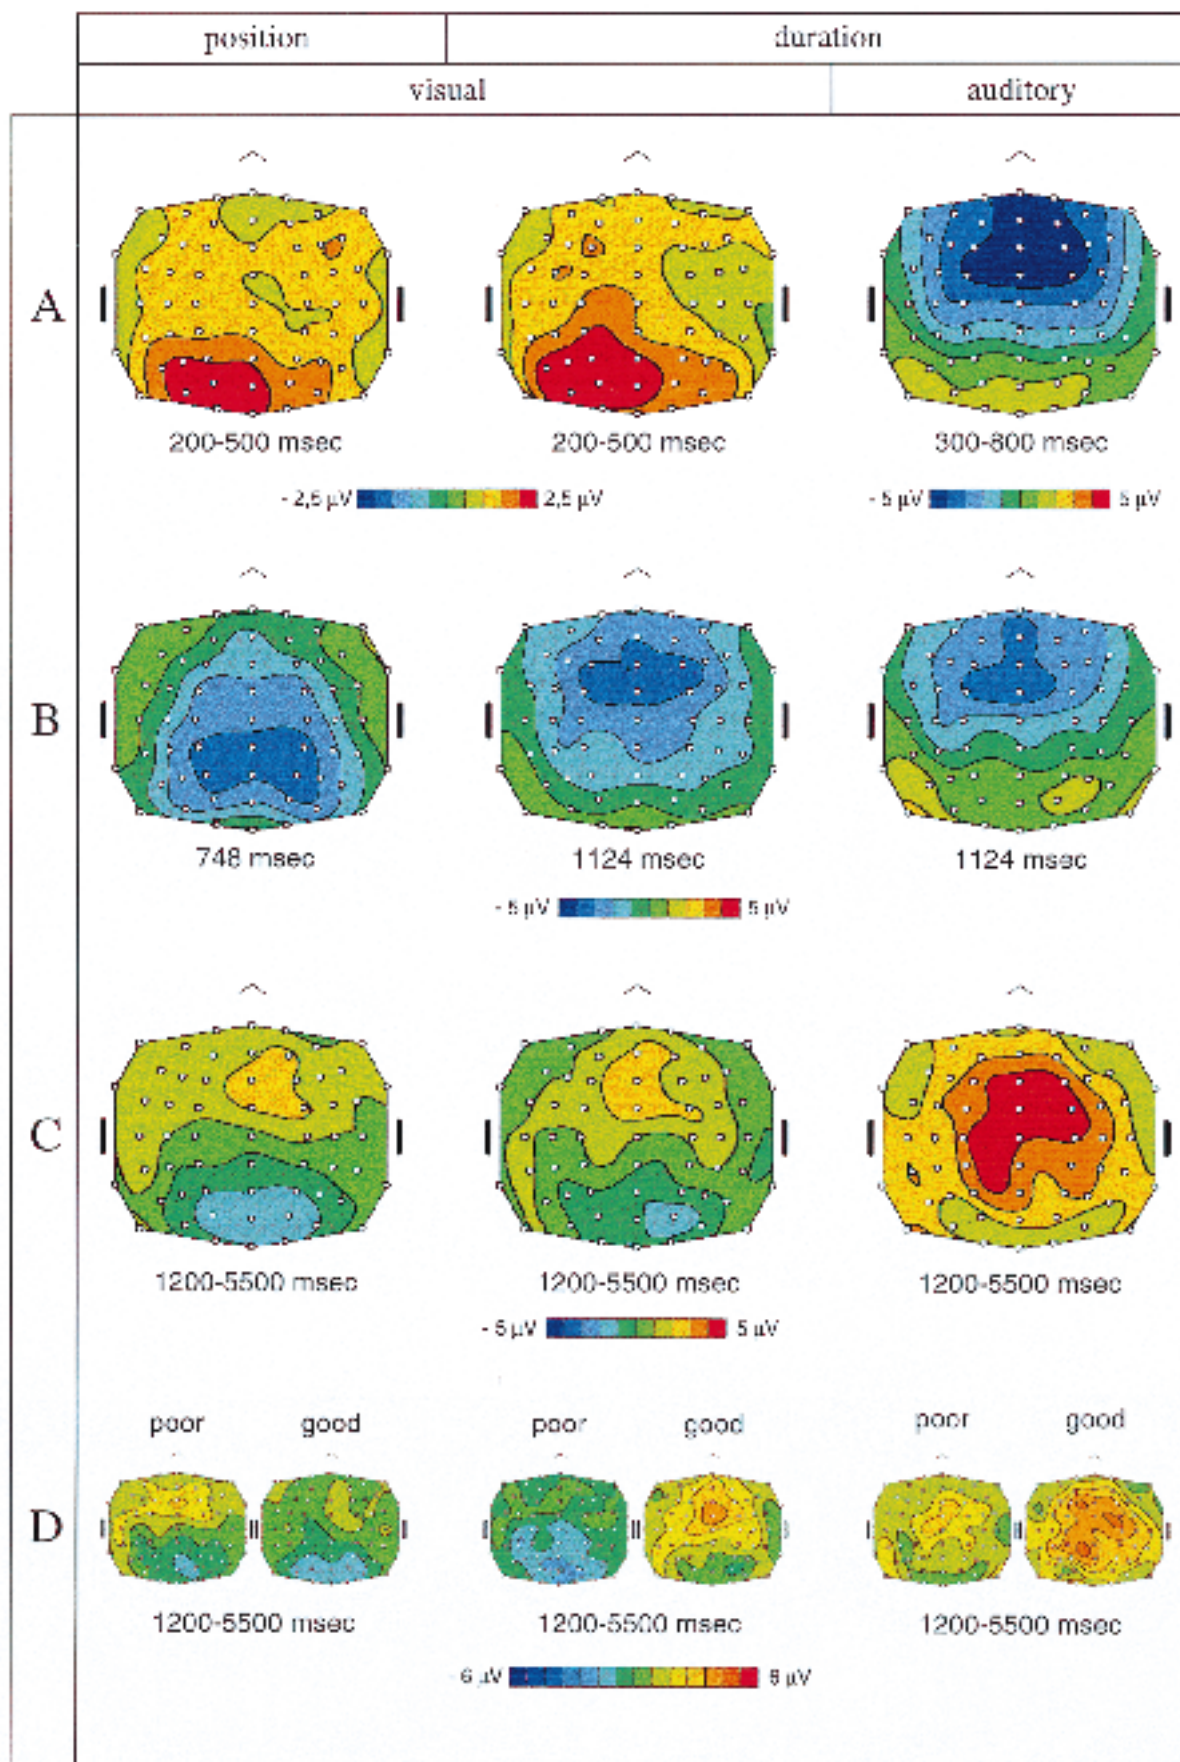 position duration
visual auditory
A
200-500 msec 200-500 msec 300-800 msec
- 2,5 µV 2,5 µV - 5 µV 5 µV
B
748 msec 1124 msec 1124 msec
- 5 µV 5 µV
C
1200-5500 msec 1200-5500 msec 1200-5500 msec
- 5 µV 5 µV
poor good poor good poor good
D
1200-5500 msec 1200-5500 msec 1200-5500 msec
- 6 µV 6 µV